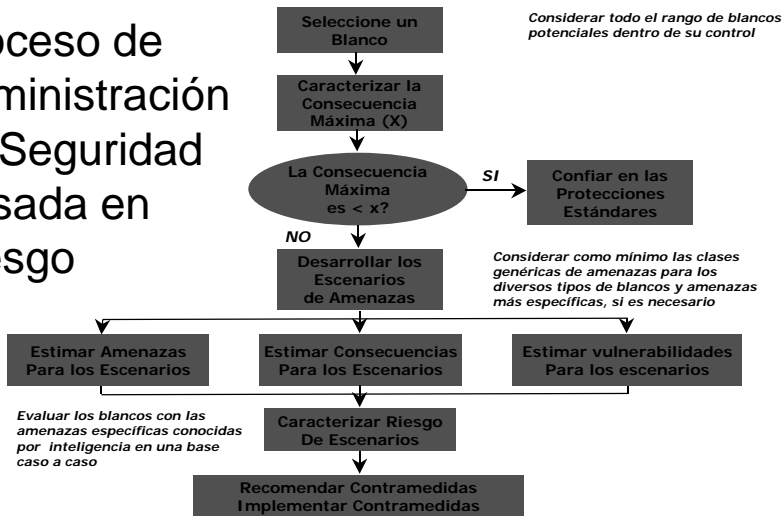 oceso de
ministración
Seguridad
sada en
esgo
Seleccione un
Blanco
Considerar todo el rango de blancos
potenciales dentro de su control
Caracterizar la
Consecuencia
Máxima (X)
La Consecuencia
Máxima
es < x?
SI
Confiar en las
Protecciones
Estándares
NO
Desarrollar los
Escenarios
de Amenazas
Considerar como mínimo las clases
genéricas de amenazas para los
diversos tipos de blancos y amenazas
más específicas, si es necesario
Estimar Amenazas
Para los Escenarios
Estimar Consecuencias
Para los Escenarios
Estimar vulnerabilidades
Para los escenarios
Evaluar los blancos con las
amenazas específicas conocidas
por inteligencia en una base
caso a caso
Caracterizar Riesgo
De Escenarios
Recomendar Contramedidas
Implementar Contramedidas